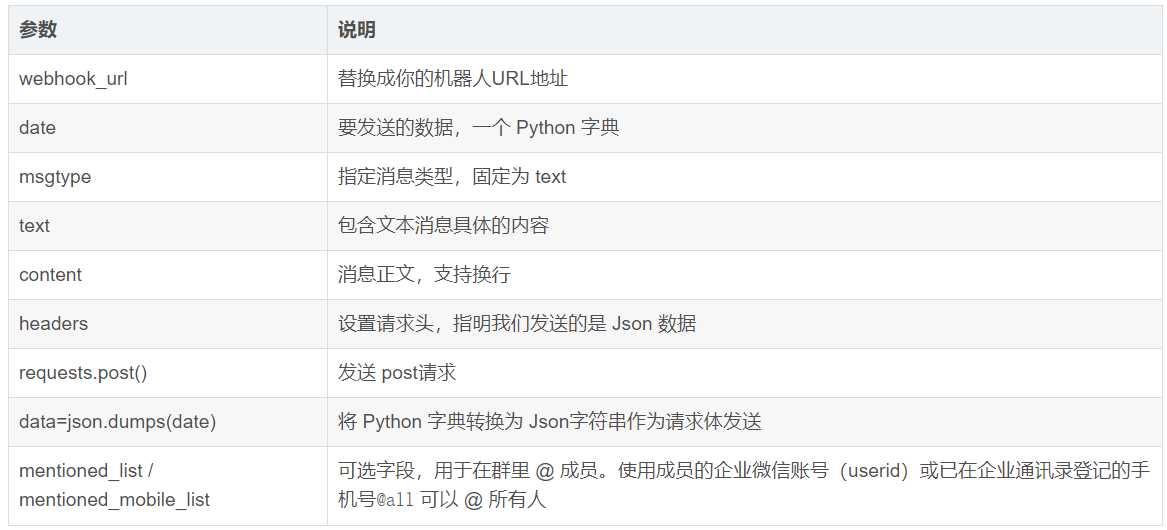 参数 说明
webhook_url 替换成你的机器人URL地址
date 要发送的数据，一个 Python 字典
msgtype 指定消息类型，固定为 text
text 包含文本消息具体的内容
content 消息正文，支持换行
headers 设置请求头，指明我们发送的是 Json 数据
requests.post() 发送 post请求
data=json.dumps(date) 将 Python 字典转换为 Json字符串作为请求体发送
mentioned_list / 可选字段，用于在群里 @ 成员。使用成员的企业微信账号（userid）或已在企业通讯录登记的手
mentioned_mobile_list 机号@all 可以 @ 所有人